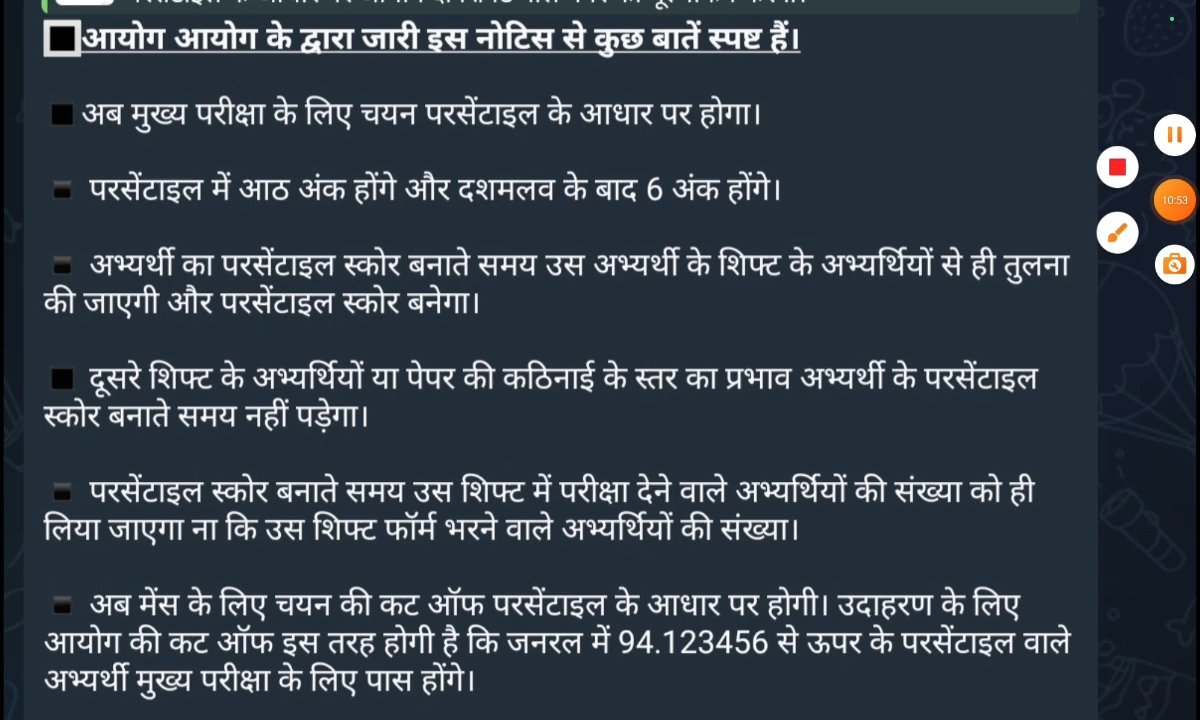 आयोग आयोग के द्वारा जारी इस नोटिस से कुछ बातें स्पष्ट हैं।
अब मुख्य परीक्षा के लिए चयन परसेंटाइल के आधार पर होगा।
परसेंटाइल में आठ अंक होंगे और दशमलव के बाद 6 अंक होंगे।
अभ्यर्थी का परसेंटाइल स्कोर बनाते समय उस अभ्यर्थी के शिफ्ट के अभ्यर्थियों से ही तुलना
की जाएगी और परसेंटाइल स्कोर बनेगा।
दूसरे शिफ्ट के अभ्यर्थियों या पेपर की कठिनाई के स्तर का प्रभाव अभ्यर्थी के परसेंटाइल
स्कोर बनाते समय नहीं पड़ेगा।
परसेंटाइल स्कोर बनाते समय उस शिफ्ट में परीक्षा देने वाले अभ्यर्थियों की संख्या को ही
लिया जाएगा ना कि उस शिफ्ट फॉर्म भरने वाले अभ्यर्थियों की संख्या।
अब मेंस के लिए चयन की कट ऑफ परसेंटाइल के आधार पर होगी। उदाहरण के लिए
आयोग की कट ऑफ इस तरह होगी है कि जनरल में 94.123456 से ऊपर के परसेंटाइल वाले
अभ्यर्थी मुख्य परीक्षा के लिए पास होंगे।
10:53